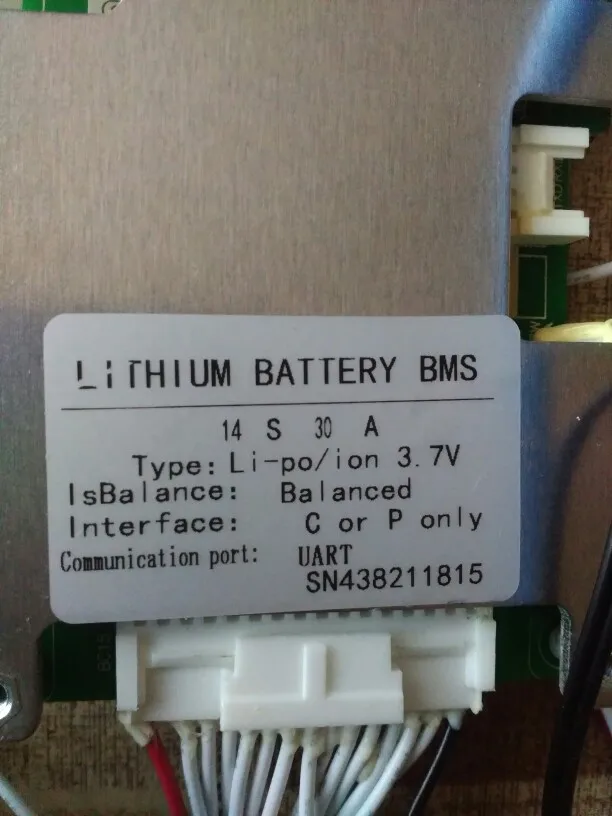 LiTHIUM BATTERY BMS
14 S 30 A
Type: Li-po/ion 3.7V
IsBalance: Balanced
Interface: C or P only
Communication port: UART
SN438211815